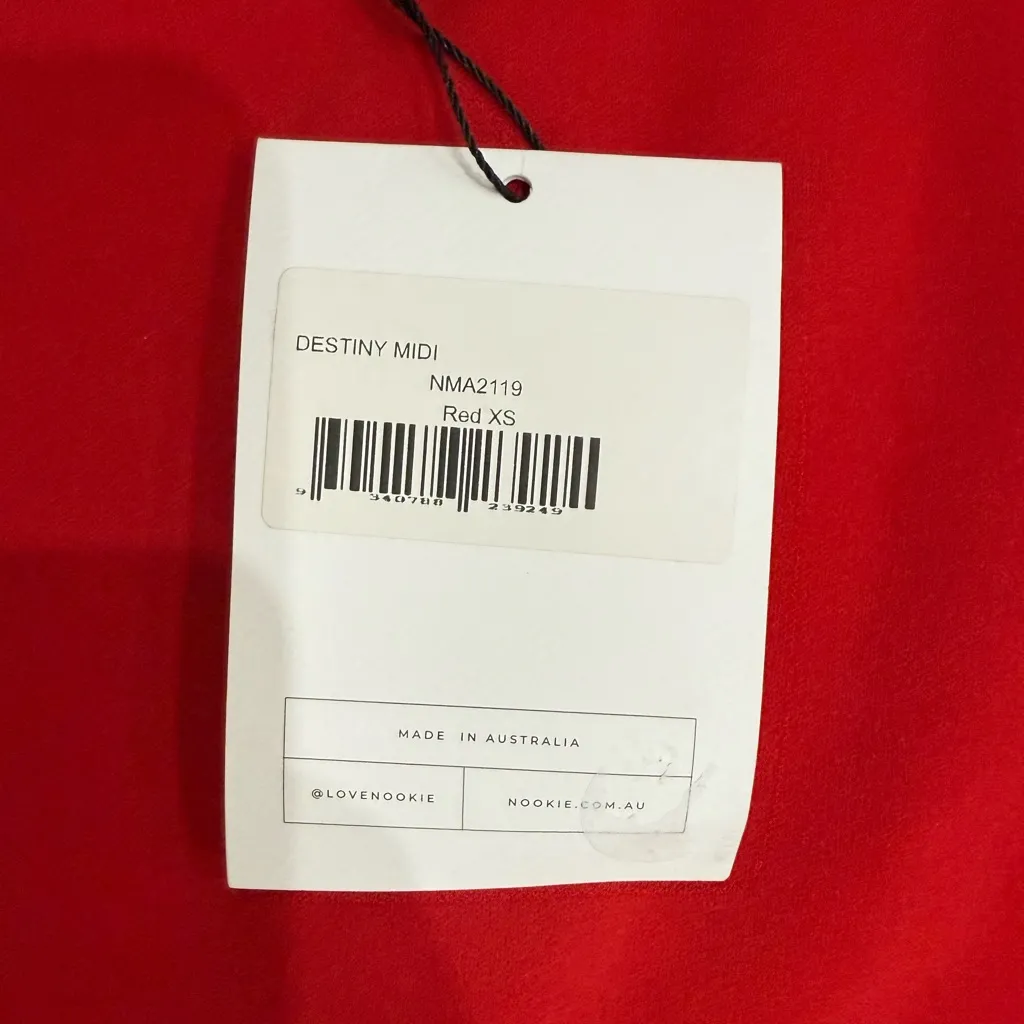 DESTINY MIDI
NMA2119
Red XS
9 340788 239249
MADE IN AUSTRALIA
@LOVENOOKIE
NOOKIE.COM.AU